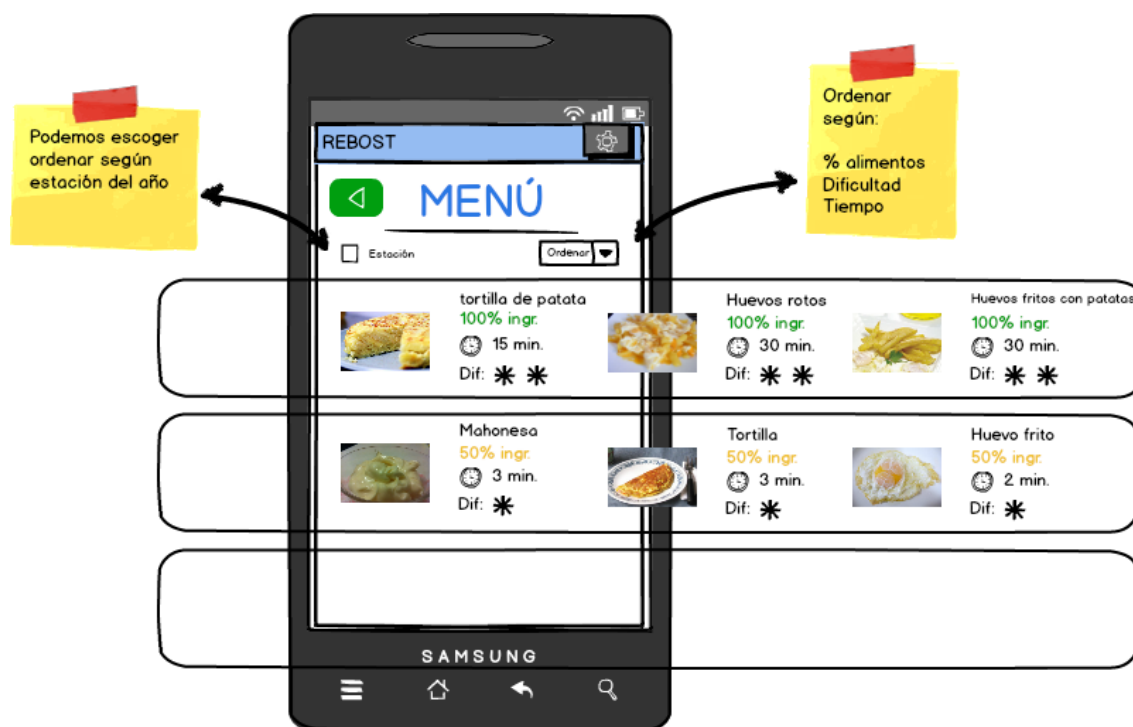 Podemos escoger
ordenar según
estación del año
Ordenar
según:
% alimentos
Dificultad
Tiempo
REBOST
MENÚ
Estación
Ordenar
tortilla de patata
100% ingr.
15 min.
Dif:
Huevos rotos
100% ingr.
30 min.
Dif:
Huevos fritos con patatas
100% ingr.
30 min.
Dif:
Mahonesa
50% ingr.
3 min.
Dif:
Tortilla
50% ingr.
3 min.
Dif:
Huevo frito
50% ingr.
2 min.
Dif:
SAMSUNG